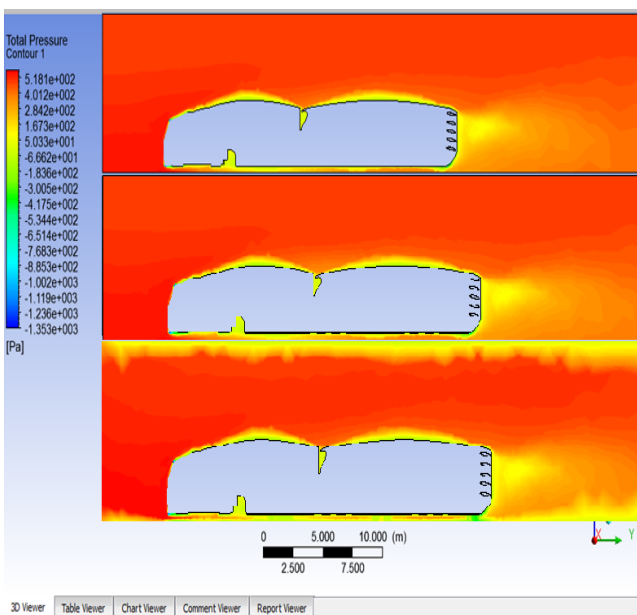 Total Pressure
Contour 1
5.181e+002
4.012e+002
2.842e+002
1.673e+002
5.033e+001
-6.662e+001
-1.836e+002
-3.005e+002
-4.175e+002
-5.344e+002
-6.514e+002
-7.683e+002
-8.853e+002
-1.002e+003
-1.119e+003
-1.236e+003
-1.353e+003
[Pa]
0 5.000 10.000 (m)
2.500 7.500
X Y
3D Viewer Table Viewer Chart Viewer Comment Viewer Report Viewer